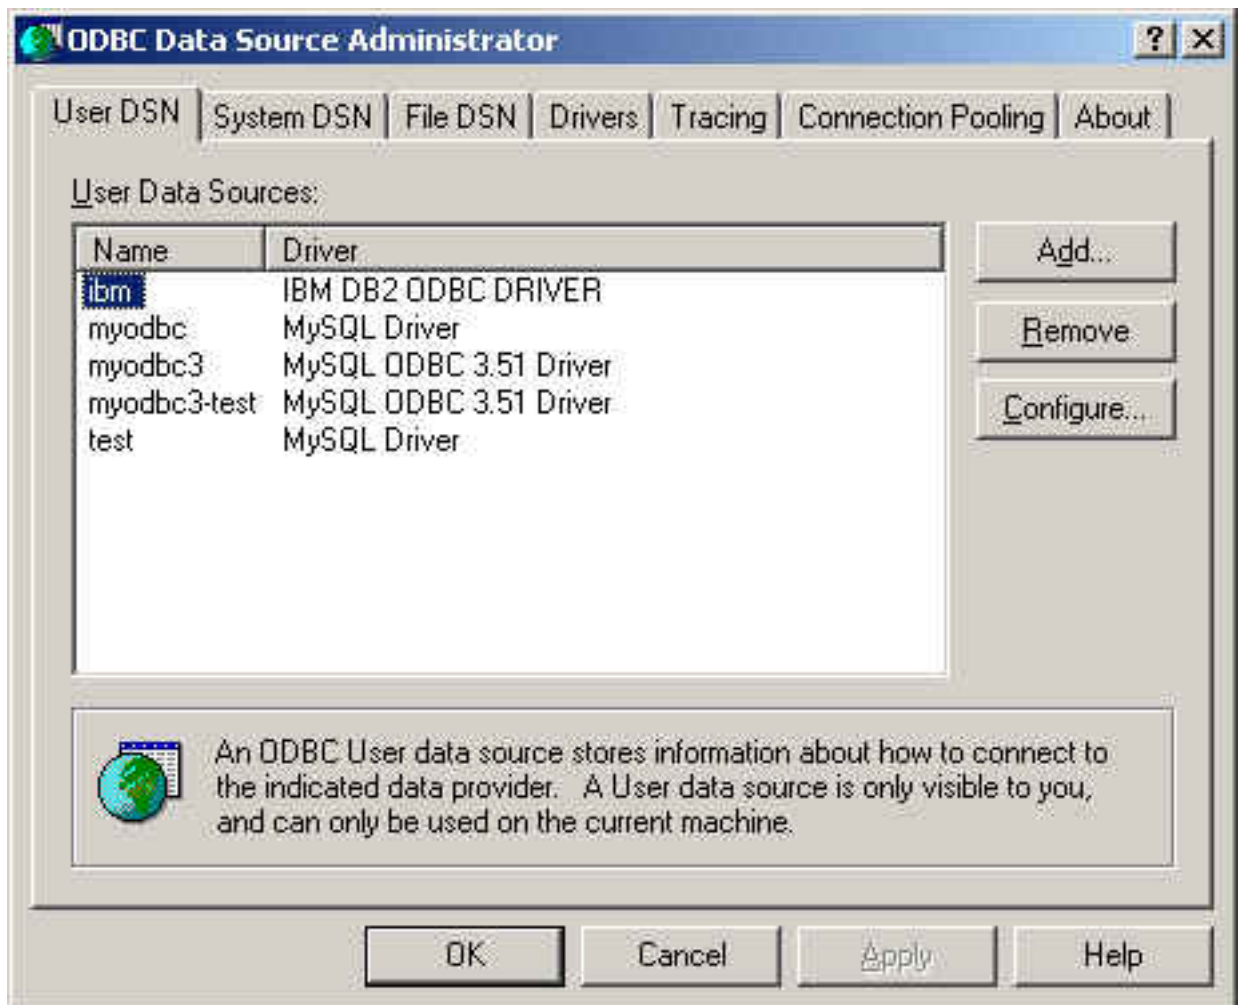 ODBC Data Source Administrator
User DSN System DSN File DSN Drivers Tracing Connection Pooling About
User Data Sources:
Name Driver
ibm IBM DB2 ODBC DRIVER
myodbc MySQL Driver
myodbc3 MySQL ODBC 3.51 Driver
myodbc3-test MySQL ODBC 3.51 Driver
test MySQL Driver
Add...
Remove
Configure...
An ODBC User data source stores information about how to connect to
the indicated data provider. A User data source is only visible to you,
and can only be used on the current machine.
OK Cancel Apply Help